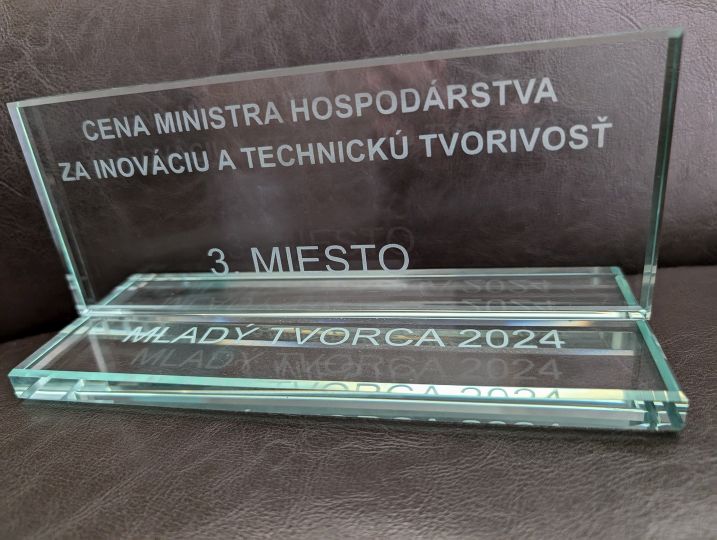 CENA MINISTRA HOSPODÁRSTVA
ZA INOVÁCIU A TECHNICKÚ TVORIVOSŤ
3. MIESTO
MLADÝ TVORCA 2024